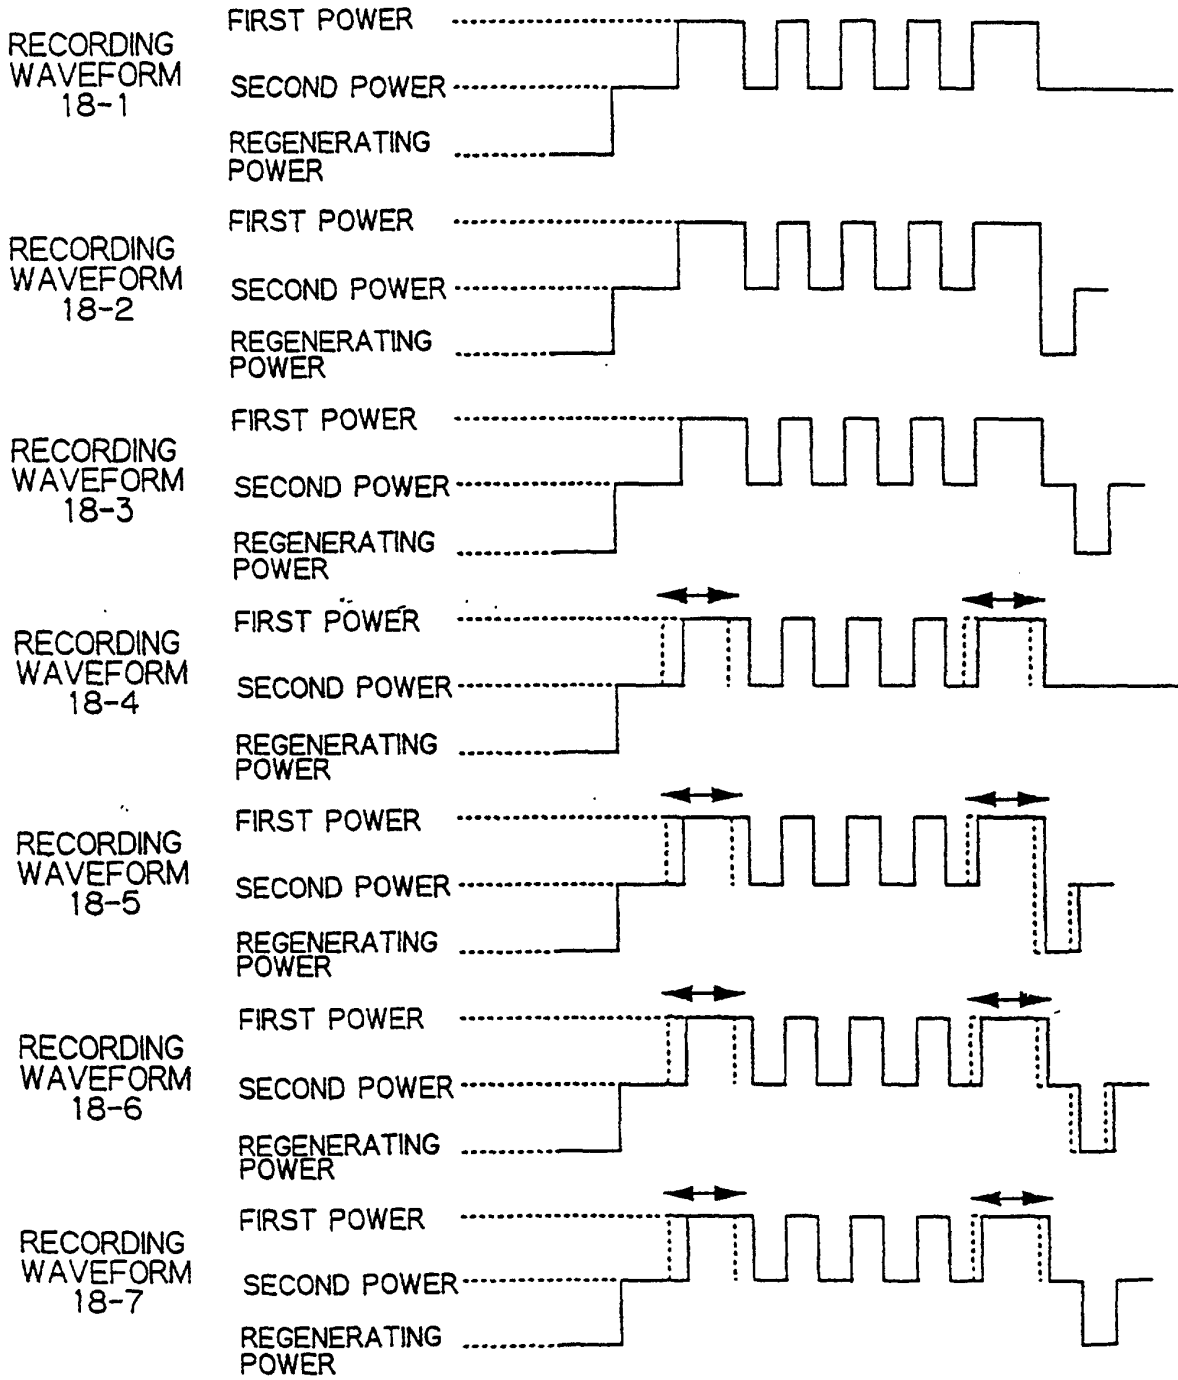 RECORDING
WAVEFORM
18-1
FIRST POWER
SECOND POWER
REGENERATING
POWER
RECORDING
WAVEFORM
18-2
FIRST POWER
SECOND POWER
REGENERATING
POWER
RECORDING
WAVEFORM
18-3
FIRST POWER
SECOND POWER
REGENERATING
POWER
RECORDING
WAVEFORM
18-4
FIRST POWER
SECOND POWER
REGENERATING
POWER
RECORDING
WAVEFORM
18-5
FIRST POWER
SECOND POWER
REGENERATING
POWER
RECORDING
WAVEFORM
18-6
FIRST POWER
SECOND POWER
REGENERATING
POWER
RECORDING
WAVEFORM
18-7
FIRST POWER
SECOND POWER
REGENERATING
POWER